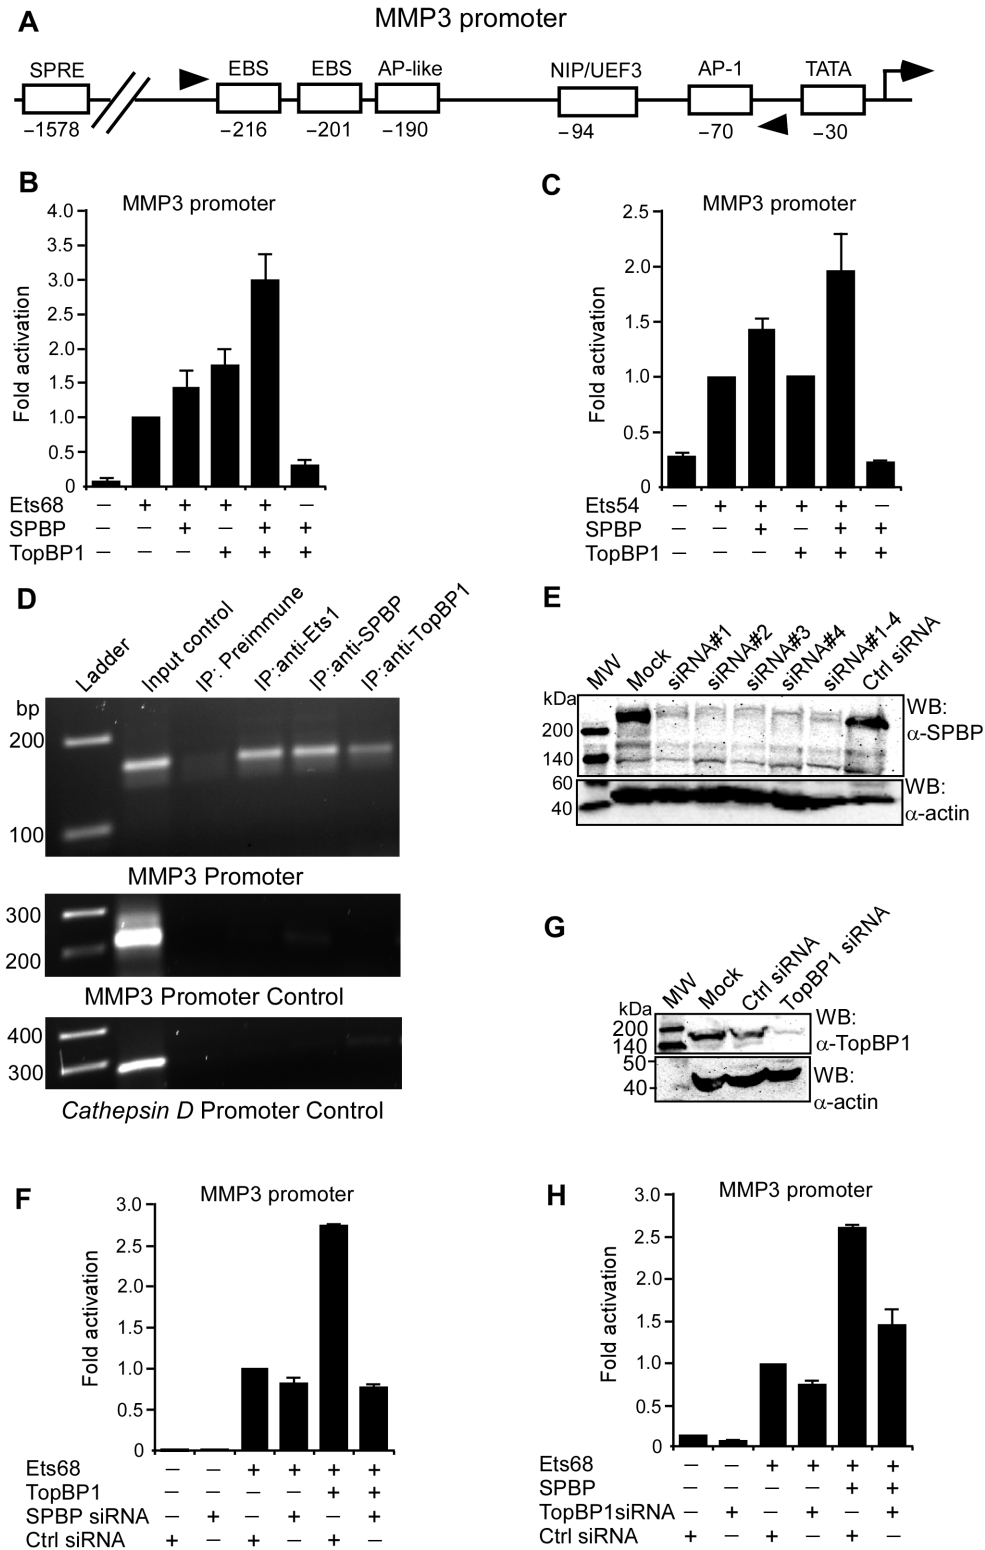 A
MMP3 promoter
SPRE EBS EBS AP-like NIP/UEF3 AP-1 TATA
–1578 –216 –201 –190 –94 –70 –30
B
MMP3 promoter
Fold activation
4.0
3.5
3.0
2.5
2.0
1.5
1.0
0.5
0
Ets68 – + + + + –
SPBP – – + – + +
TopBP1 – – – + + +
C
MMP3 promoter
Fold activation
2.5
2.0
1.5
1.0
0.5
0
Ets54 – + + + + –
SPBP – – + – + +
TopBP1 – – – + + +
D
Ladder
Input control
IP: Preimmune
IP:anti-Ets1
IP:anti-SPBP
IP:anti-TopBP1
bp
200
100
MMP3 Promoter
300
200
MMP3 Promoter Control
400
300
Cathepsin D Promoter Control
E
MW
Mock
siRNA#1
siRNA#2
siRNA#3
siRNA#4
siRNA#1-4
Ctrl siRNA
kDa
200
140
60
40
WB:
α-SPBP
WB:
α-actin
G
MW
Mock
Ctrl siRNA
TopBP1 siRNA
kDa
200
140
50
40
WB:
α-TopBP1
WB:
α-actin
F
MMP3 promoter
Fold activation
3.0
2.5
2.0
1.5
1.0
0.5
0
Ets68 – – + + + +
TopBP1 – – – – + +
SPBP siRNA – + – + – +
Ctrl siRNA + – + – + –
H
MMP3 promoter
Fold activation
3.0
2.5
2.0
1.5
1.0
0.5
0
Ets68 – – + + + +
SPBP – – – – + +
TopBP1siRNA – + – + – +
Ctrl siRNA + – + – + –